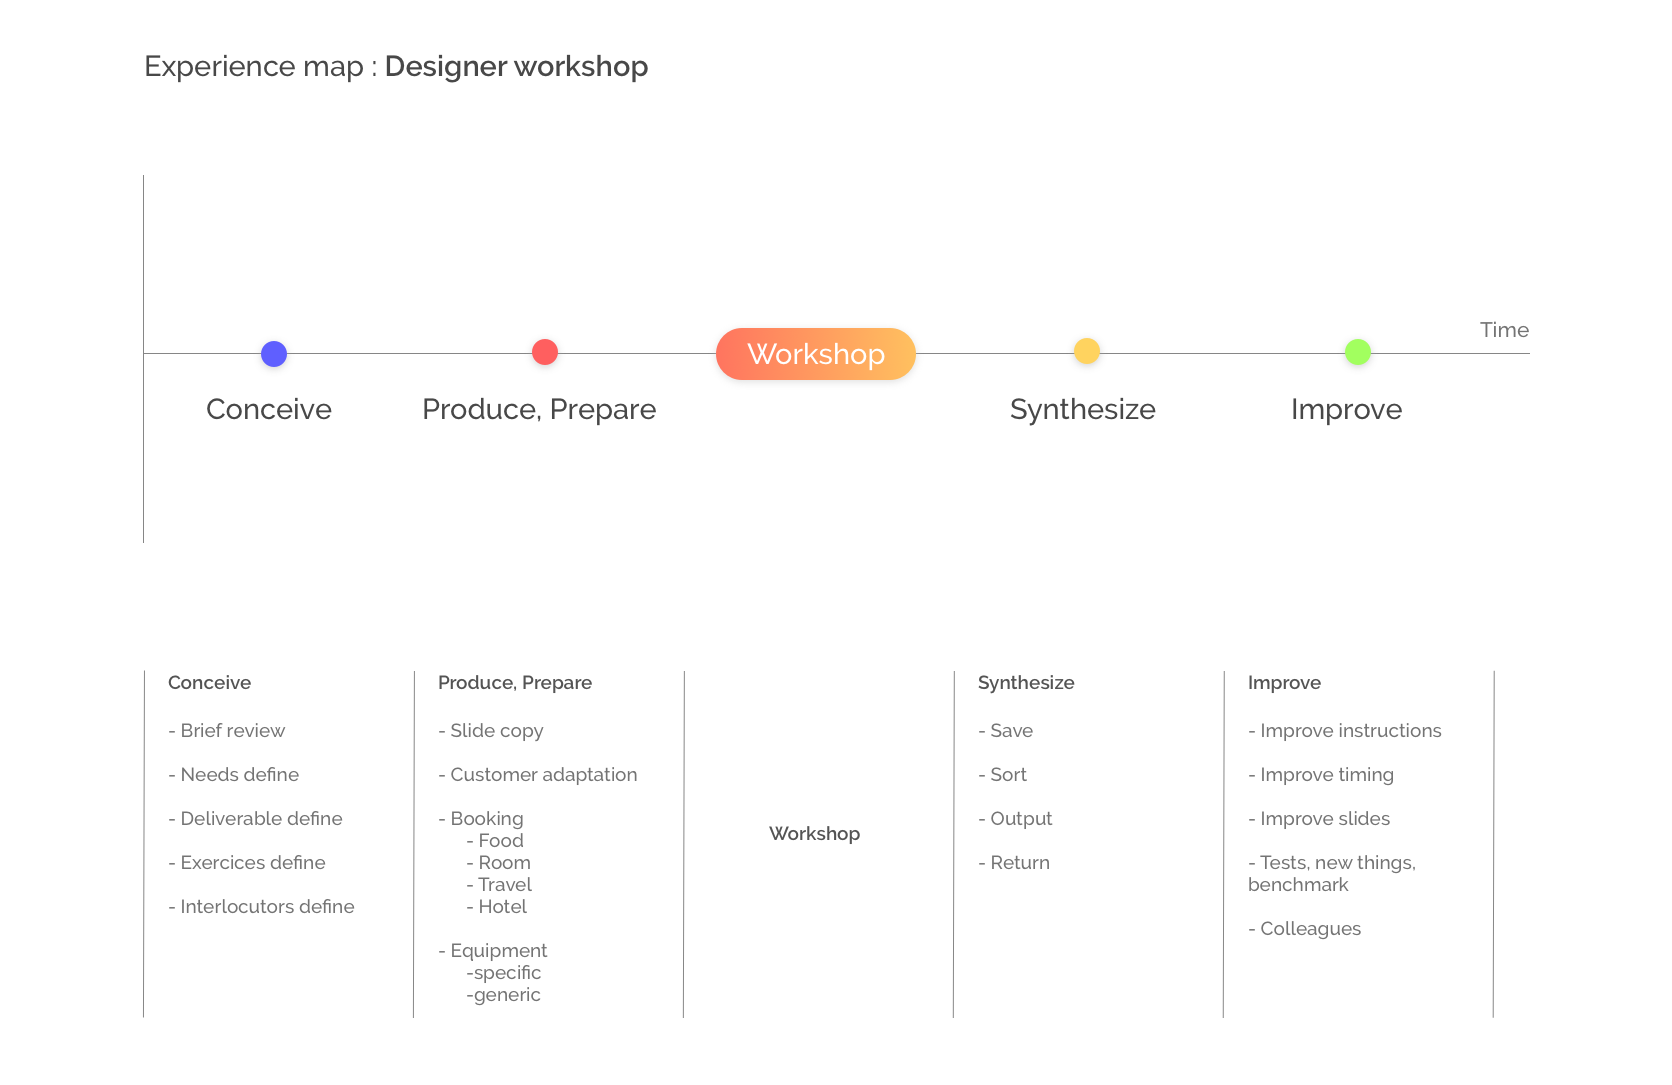 Experience map : Designer workshop
Time
Workshop
Conceive
Produce, Prepare
Synthesize
Improve
Conceive
- Brief review
- Needs define
- Deliverable define
- Exercices define
- Interlocutors define
Produce, Prepare
- Slide copy
- Customer adaptation
- Booking
- Food
- Room
- Travel
- Hotel
- Equipment
-specific
-generic
Workshop
Synthesize
- Save
- Sort
- Output
- Return
Improve
- Improve instructions
- Improve timing
- Improve slides
- Tests, new things,
benchmark
- Colleagues